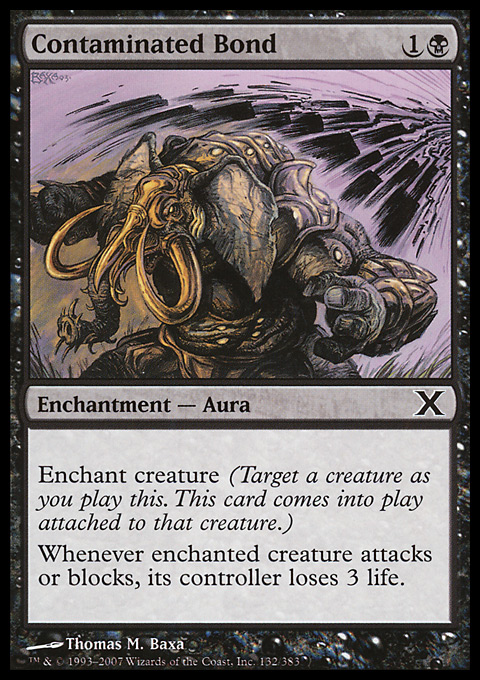 Contaminated Bond 1
Enchantment — Aura X
Enchant creature (Target a creature as
you play this. This card comes into play
attached to that creature.)
Whenever enchanted creature attacks
or blocks, its controller loses 3 life.
Thomas M. Baxa
™ & © 1993–2007 Wizards of the Coast, Inc. 132/383